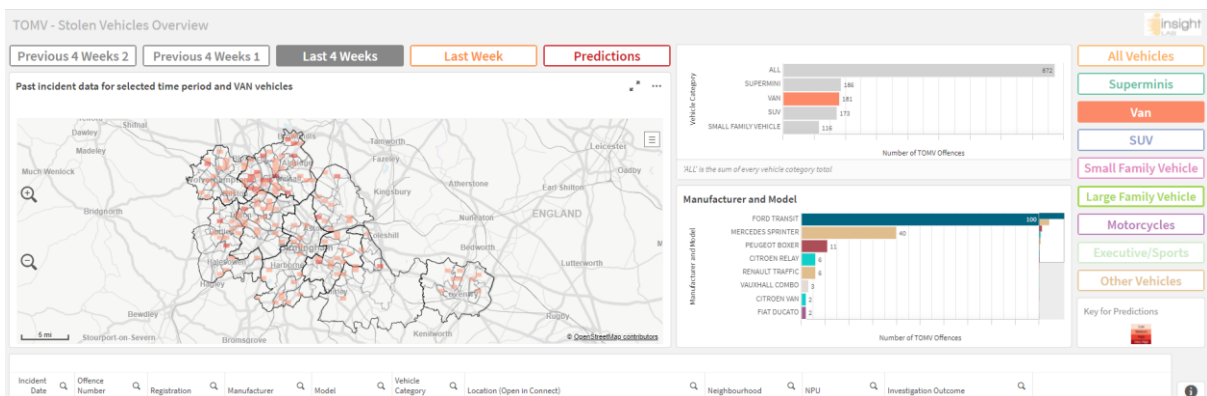 TOMV - Stolen Vehicles Overview
insight
LAB
Previous 4 Weeks 2
Previous 4 Weeks 1
Last 4 Weeks
Last Week
Predictions
Past incident data for selected time period and VAN vehicles
Shifnal
Dawley
Madeley
Much Wenlock
Bridgnorth
Tamworth
Fazeley
Kingsbury
Atherstone
Leicester
Oadby
Earl Shilton
Nuneaton
ENGLAND
Coleshill
Bedworth
Lutterworth
Halesowen
Harborne
Hagley
Coventry
Rugby
Bewdley
Kenilworth
Stourport-on-Severn
Bromsgrove
5 mi
© OpenStreetMap contributors
Vehicle Category
ALL 872
SUPERMINI 186
VAN 181
SUV 173
SMALL FAMILY VEHICLE 116
Number of TOMV Offences
'ALL' is the sum of every vehicle category total.
Manufacturer and Model
Manufacturer and Model
FORD TRANSIT 100
MERCEDES SPRINTER 40
PEUGEOT BOXER 11
CITROEN RELAY 6
RENAULT TRAFFIC 6
VAUXHALL COMBO 3
CITROEN VAN 2
FIAT DUCATO 2
Number of TOMV Offences
All Vehicles
Superminis
Van
SUV
Small Family Vehicle
Large Family Vehicle
Motorcycles
Executive/Sports
Other Vehicles
Key for Predictions
Incident Date
Offence Number
Registration
Manufacturer
Model
Vehicle Category
Location (Open in Connect)
Neighbourhood
NPU
Investigation Outcome